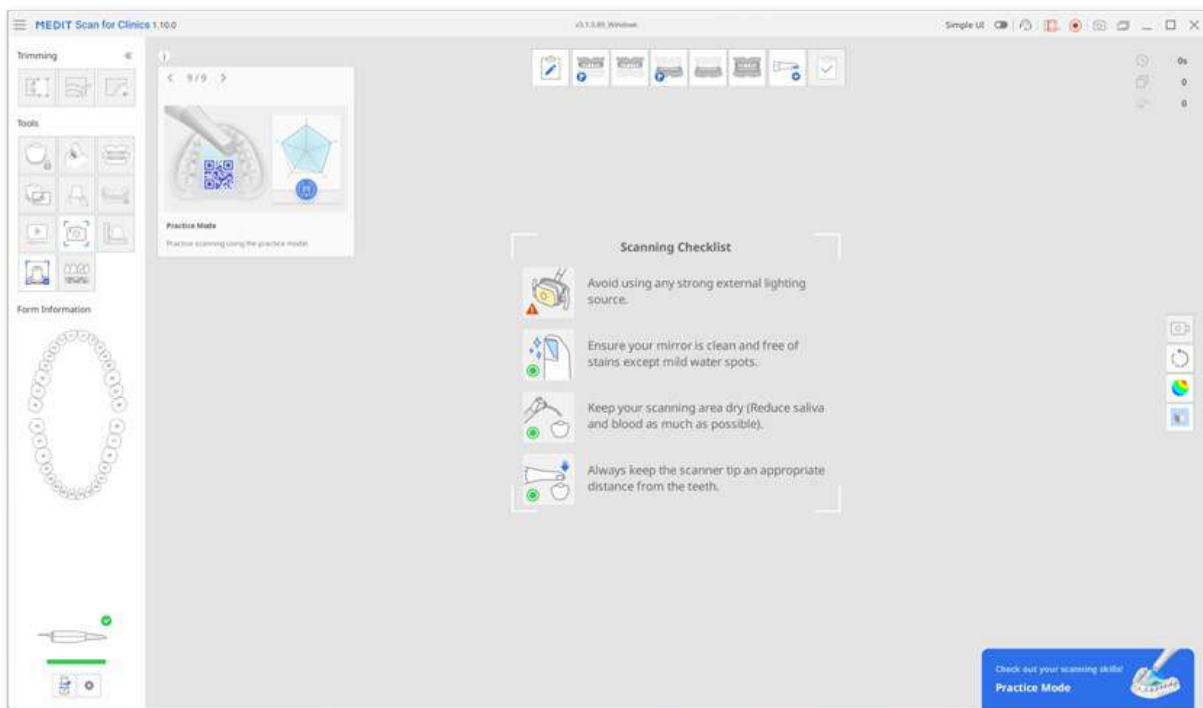 MEDIT Scan for Clinics 1.10.0
v3.1.0.89_Windows
Simple UI
Trimming
9 / 9
0s
0
0
Tools
Practice Mode
Practice scanning using the practice model.
Form Information
Scanning Checklist
Avoid using any strong external lighting
source.
Ensure your mirror is clean and free of
stains except mild water spots.
Keep your scanning area dry (Reduce saliva
and blood as much as possible).
Always keep the scanner tip an appropriate
distance from the teeth.
Check out your scanning skills!
Practice Mode